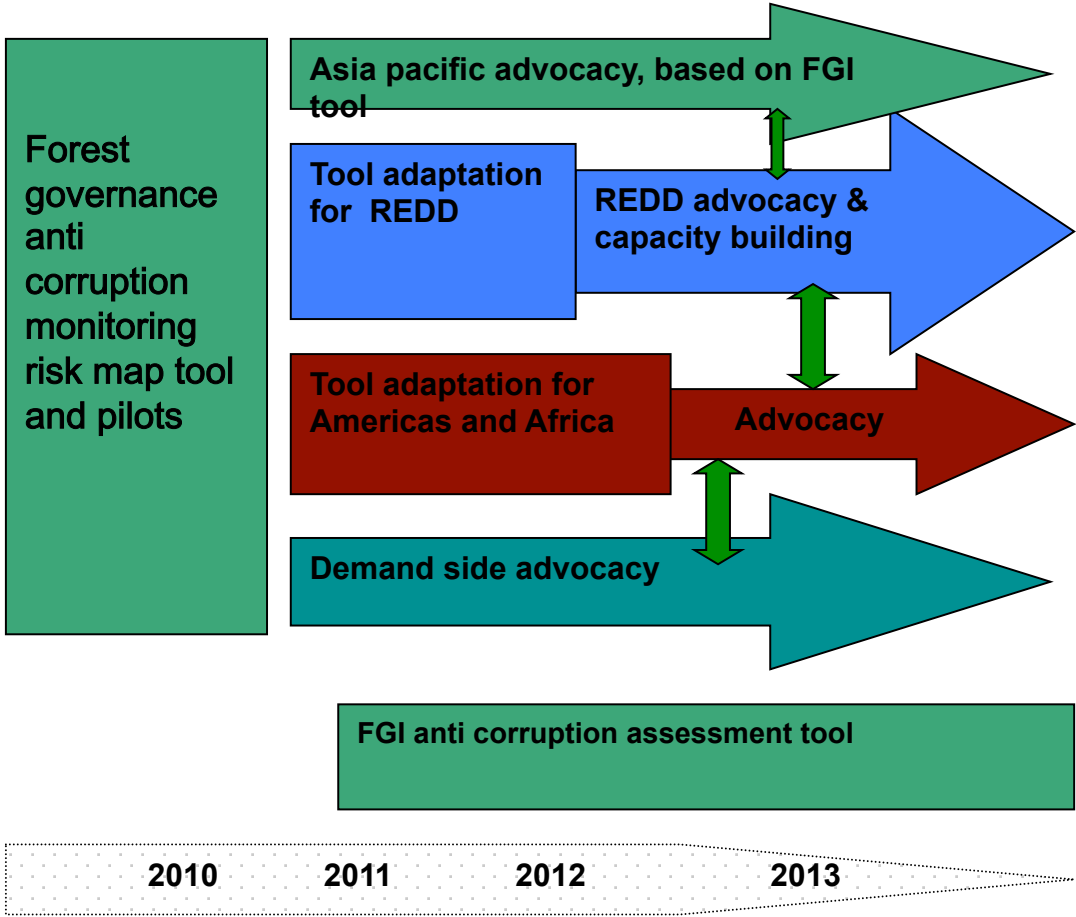 Forest
governance
anti
corruption
monitoring
risk map tool
and pilots
Asia pacific advocacy, based on FGI
tool
Tool adaptation
for REDD
REDD advocacy &
capacity building
Tool adaptation for
Americas and Africa
Advocacy
Demand side advocacy
FGI anti corruption assessment tool
2010 2011 2012 2013